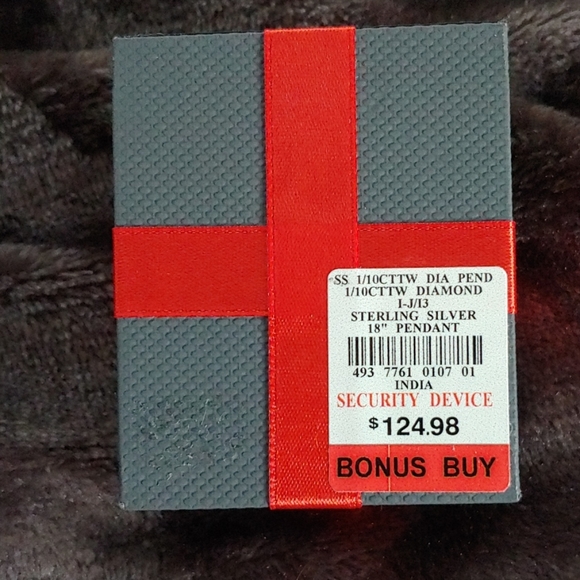 SS 1/10CTTW DIA PEND
1/10CTTW DIAMOND
I-J/I3
STERLING SILVER
18" PENDANT
493 7761 0107 01
INDIA
SECURITY DEVICE
$124.98
BONUS BUY